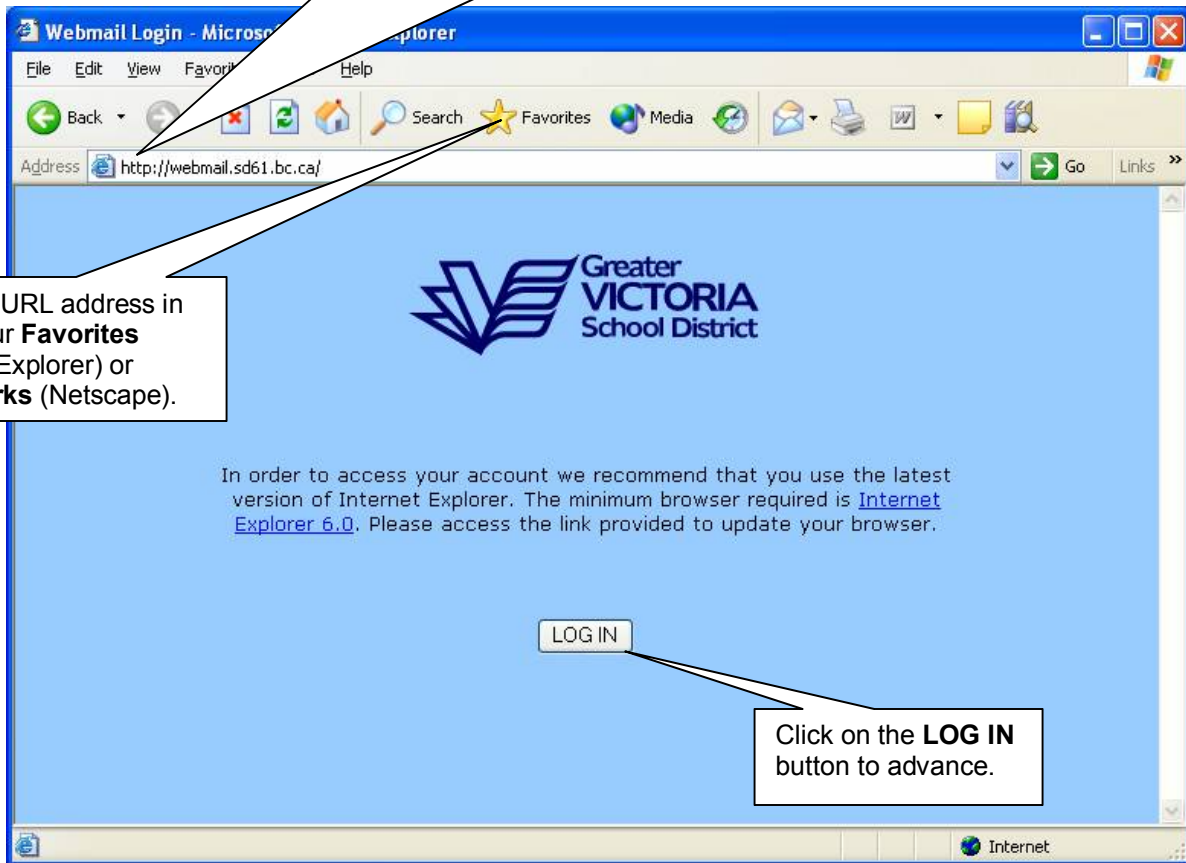 Webmail Login - Microso plorer
File Edit View Favori Help
Back Search Favorites Media W
Address http://webmail.sd61.bc.ca/ Go Links »
Greater
VICTORIA
School District
URL address in
ur Favorites
Explorer) or
rks (Netscape).
In order to access your account we recommend that you use the latest
version of Internet Explorer. The minimum browser required is Internet
Explorer 6.0. Please access the link provided to update your browser.
LOG IN
Click on the LOG IN
button to advance.
Internet